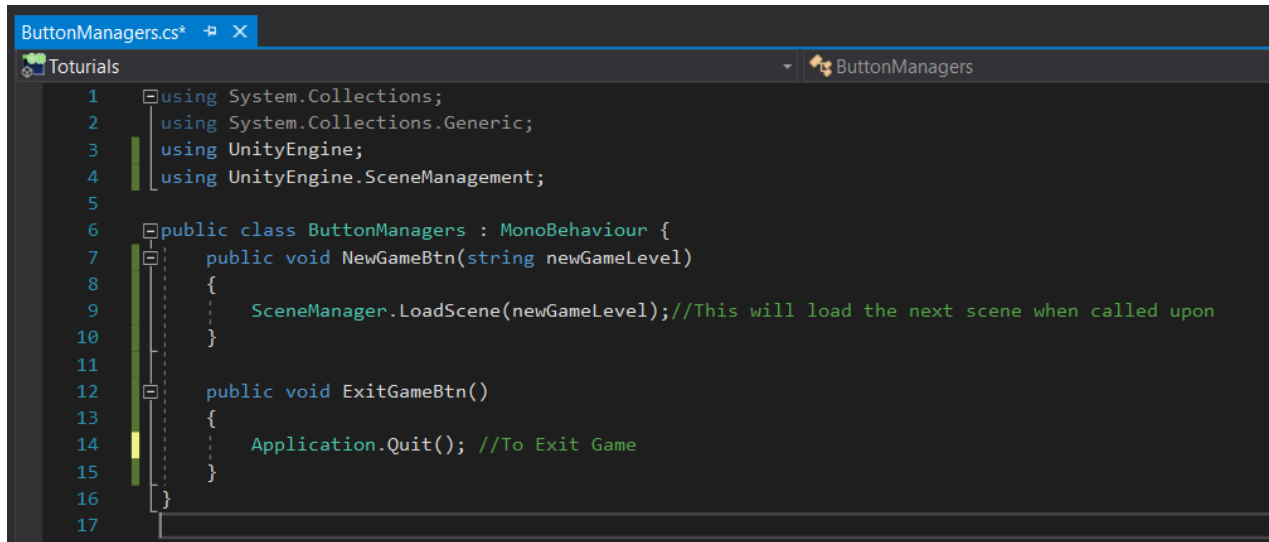 ButtonManagers.cs*
Toturials ButtonManagers
1 using System.Collections;
2 using System.Collections.Generic;
3 using UnityEngine;
4 using UnityEngine.SceneManagement;
5
6 public class ButtonManagers : MonoBehaviour {
7 public void NewGameBtn(string newGameLevel)
8 {
9 SceneManager.LoadScene(newGameLevel);//This will load the next scene when called upon
10 }
11
12 public void ExitGameBtn()
13 {
14 Application.Quit(); //To Exit Game
15 }
16 }
17